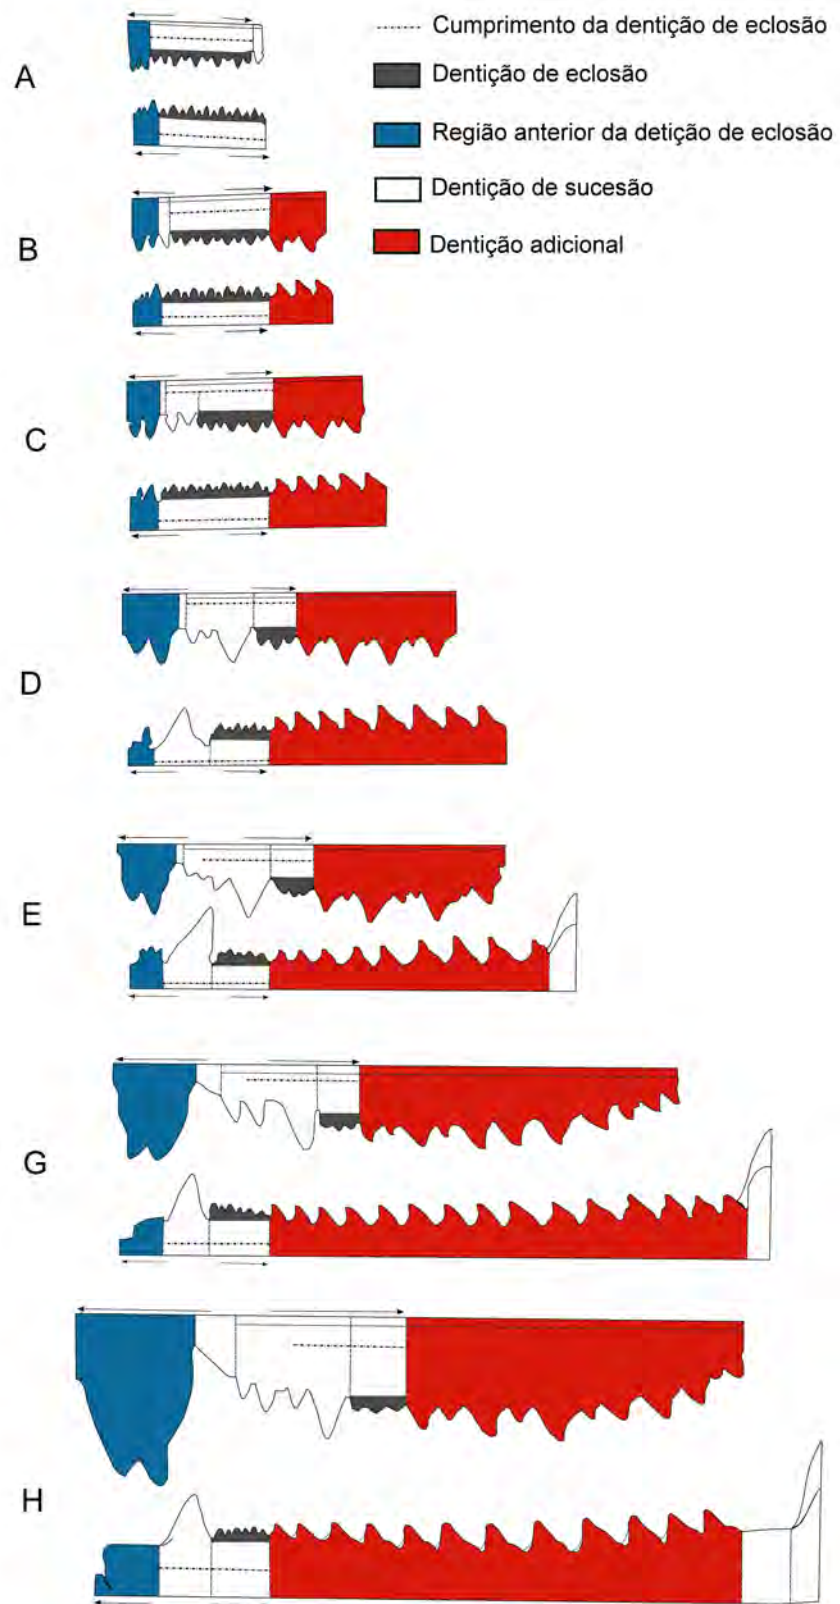 Cumprimento da dentição de eclosão
A
Dentição de eclosão
Região anterior da detição de eclosão
Dentição de sucesão
B
Dentição adicional
C
D
E
G
H